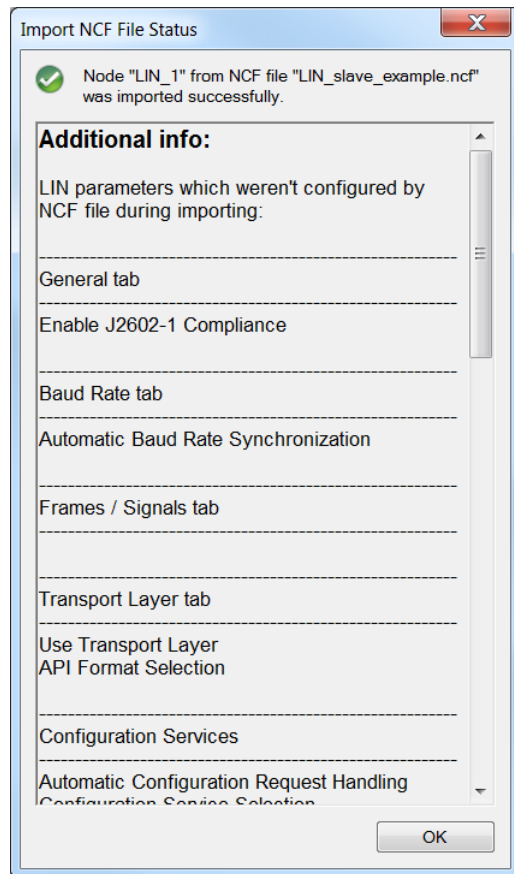 Import NCF File Status
Node "LIN_1" from NCF file "LIN_slave_example.ncf"
was imported successfully.
Additional info:
LIN parameters which weren't configured by
NCF file during importing:
----------------------------------------------------------
General tab
----------------------------------------------------------
Enable J2602-1 Compliance
----------------------------------------------------------
Baud Rate tab
----------------------------------------------------------
Automatic Baud Rate Synchronization
----------------------------------------------------------
Frames / Signals tab
----------------------------------------------------------
----------------------------------------------------------
Transport Layer tab
----------------------------------------------------------
Use Transport Layer
API Format Selection
----------------------------------------------------------
Configuration Services
----------------------------------------------------------
Automatic Configuration Request Handling
Configuration Service Selection
OK